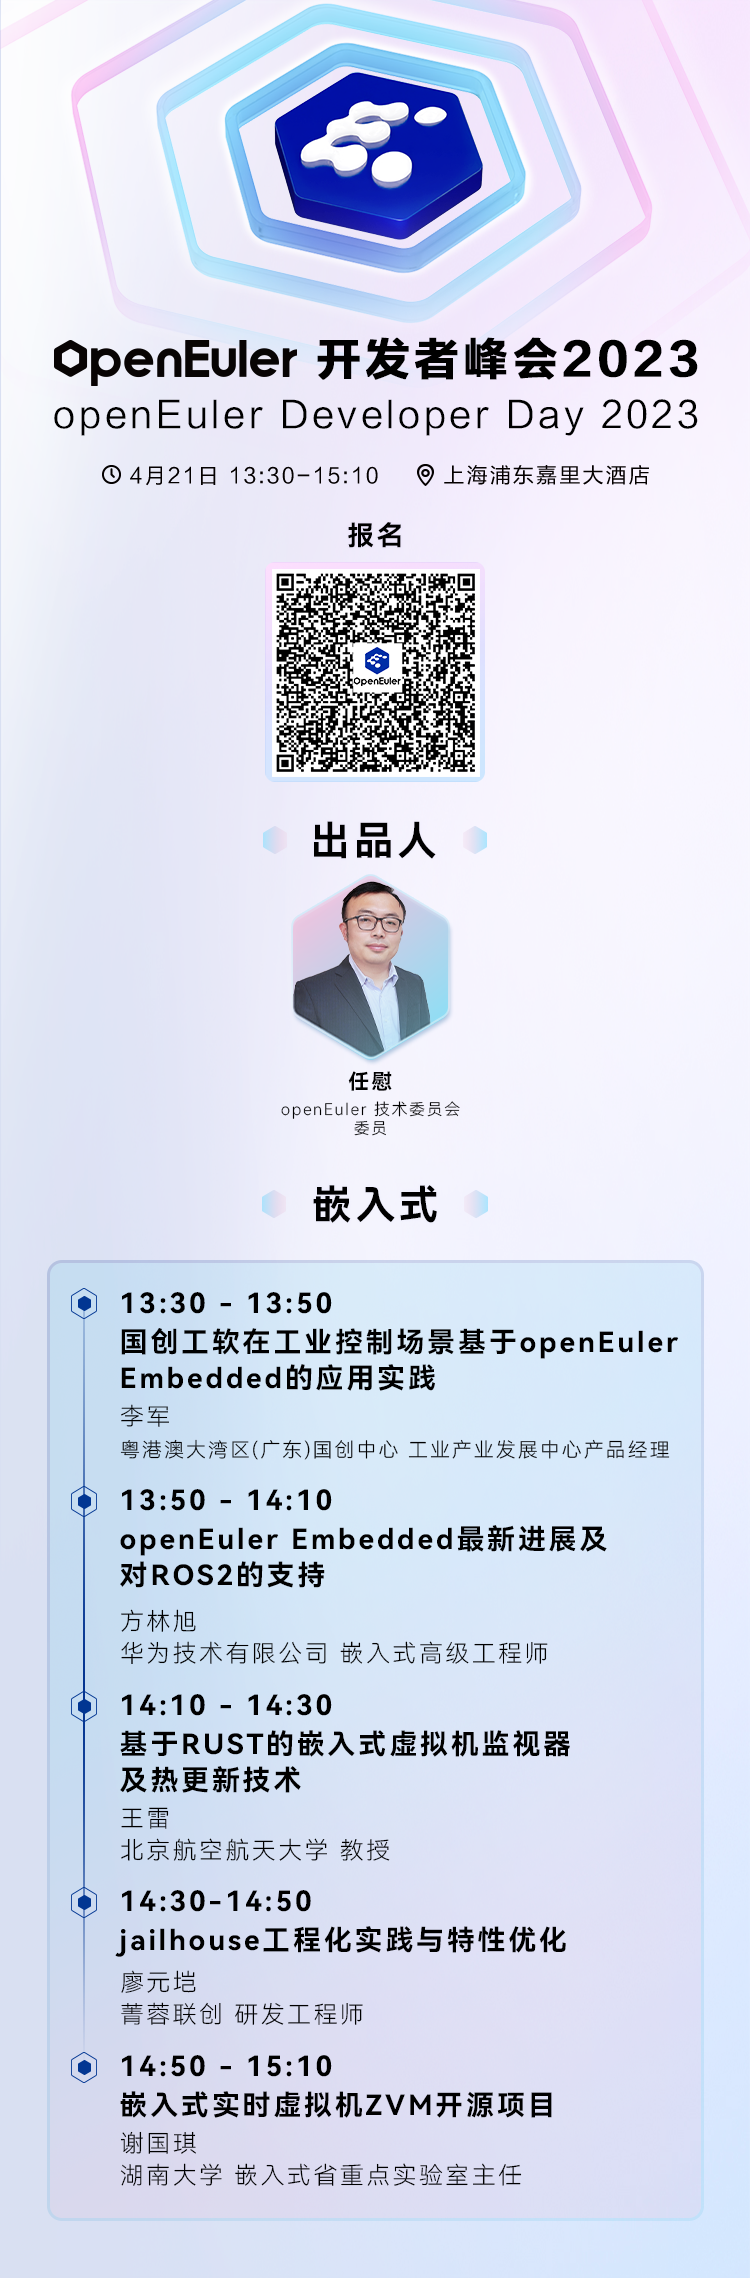 openEuler 开发者峰会2023
openEuler Developer Day 2023
4月21日 13:30-15:10 上海浦东嘉里大酒店
报名
openEuler
出品人
任慰
openEuler 技术委员会
委员
嵌入式
13:30 - 13:50
国创工软在工业控制场景基于openEuler
Embedded的应用实践
李军
粤港澳大湾区(广东)国创中心 工业产业发展中心产品经理
13:50 - 14:10
openEuler Embedded最新进展及
对ROS2的支持
方林旭
华为技术有限公司 嵌入式高级工程师
14:10 - 14:30
基于RUST的嵌入式虚拟机监视器
及热更新技术
王雷
北京航空航天大学 教授
14:30-14:50
jailhouse工程化实践与特性优化
廖元垲
菁蓉联创 研发工程师
14:50 - 15:10
嵌入式实时虚拟机ZVM开源项目
谢国琪
湖南大学 嵌入式省重点实验室主任